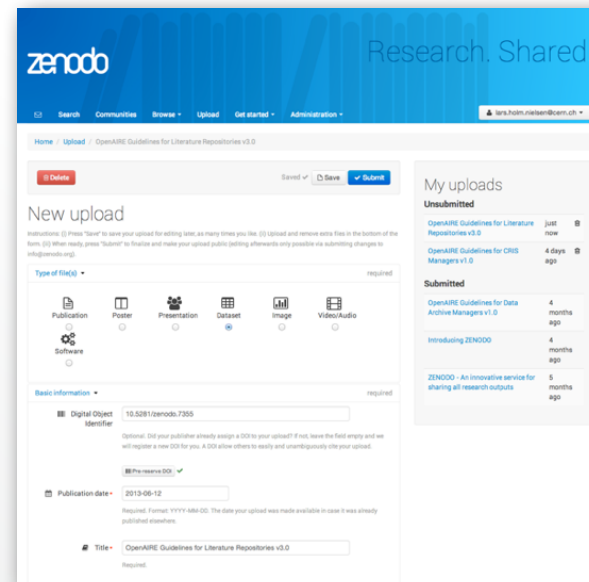 zenodo
Research. Shared
Search Communities Browse Upload Get started Administration
lars.holm.nielsen@cern.ch
Home / Upload / OpenAIRE Guidelines for Literature Repositories v3.0
Delete
Saved ✓ Save ✓ Submit
New upload
Instructions: (i) Press "Save" to save your upload for editing later, as many times you like. (ii) Upload and remove extra files in the bottom of the
form. (iii) When ready, press "Submit" to finalize and make your upload public (editing afterwards only possible via submitting changes to
info@zenodo.org).
Type of file(s) required
Publication Poster Presentation Dataset Image Video/Audio
Software
Basic information required
Digital Object
Identifier
10.5281/zenodo.7355
Optional. Did your publisher already assign a DOI to your upload? If not, leave the field empty and we
will register a new DOI for you. A DOI allow others to easily and unambiguously cite your upload.
Pre-reserve DOI ✓
Publication date* 2013-06-12
Required. Format: YYYY-MM-DD. The date your upload was made available in case it was already
published elsewhere.
Title* OpenAIRE Guidelines for Literature Repositories v3.0
Required.
My uploads
Unsubmitted
OpenAIRE Guidelines for Literature just
Repositories v3.0 now
OpenAIRE Guidelines for CRIS 4 days
Managers v1.0 ago
Submitted
OpenAIRE Guidelines for Data 4
Archive Managers v1.0 months
ago
Introdusing ZENODO 4
months
ago
ZENODO - An innovative service for 5
sharing all research outputs months
ago